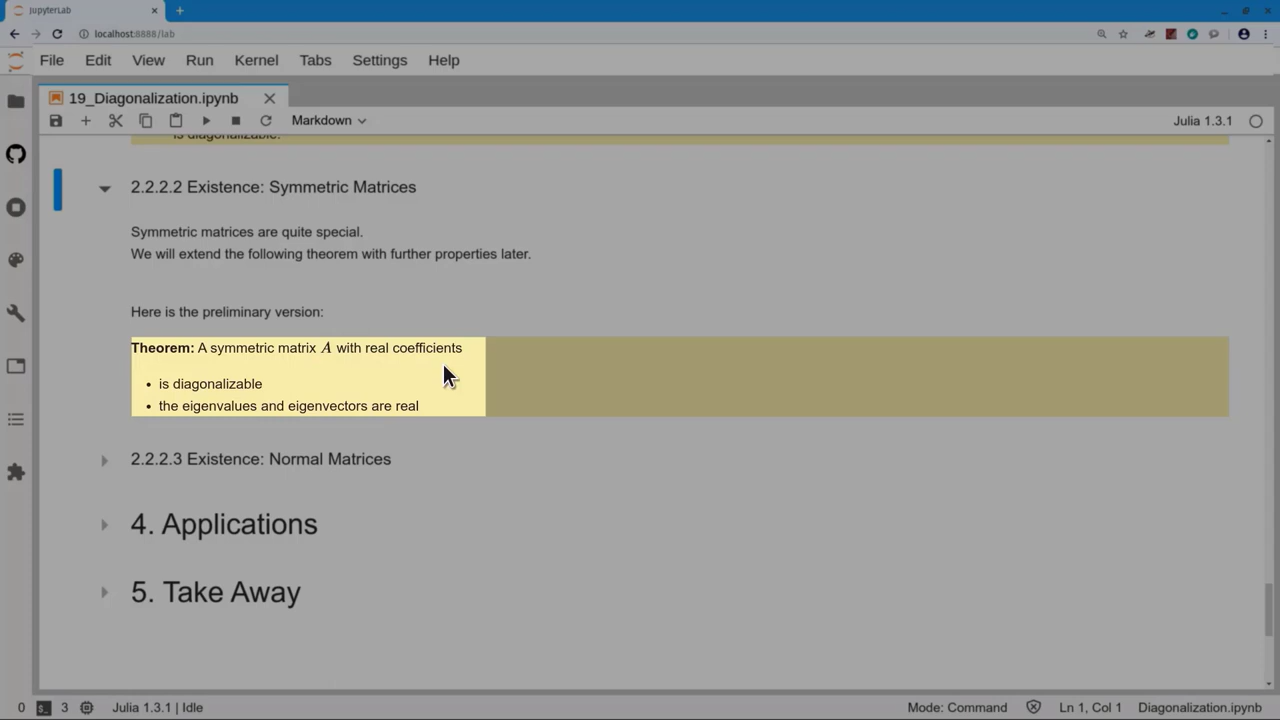 JupyterLab
localhost:8888/lab
File Edit View Run Kernel Tabs Settings Help
19_Diagonalization.ipynb
Markdown
Julia 1.3.1
is diagonalizable.
2.2.2.2 Existence: Symmetric Matrices
Symmetric matrices are quite special.
We will extend the following theorem with further properties later.
Here is the preliminary version:
Theorem: A symmetric matrix A with real coefficients
• is diagonalizable
• the eigenvalues and eigenvectors are real
2.2.2.3 Existence: Normal Matrices
4. Applications
5. Take Away
0 $_ 3 Julia 1.3.1 | Idle Mode: Command Ln 1, Col 1 Diagonalization.ipynb